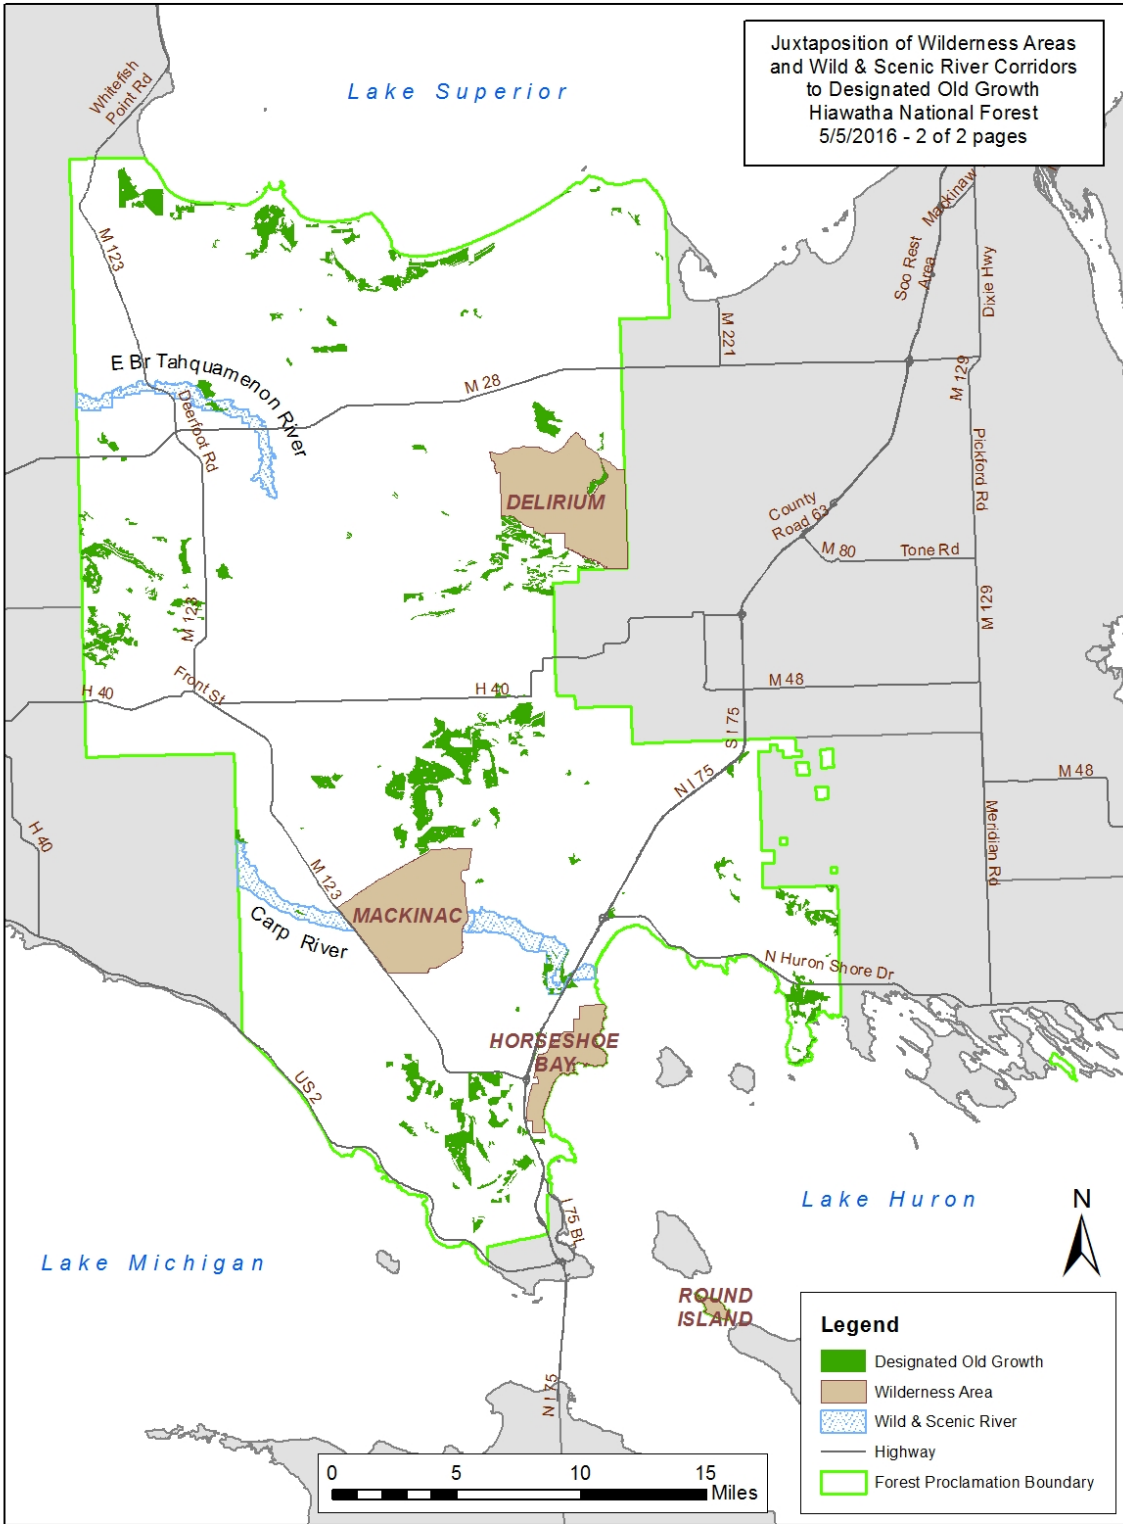 Juxtaposition of Wilderness Areas
and Wild & Scenic River Corridors
to Designated Old Growth
Hiawatha National Forest
5/5/2016 - 2 of 2 pages
Lake Superior
Whitefish
Point Rd
Mackinaw
Soo Rest
Area
Dixie Hwy
M 123
M 221
E Br Tahquamenon River
M 28
M 129
Deerfoot Rd
Pickford Rd
DELIRIUM
County
Road 63
M 80
Tone Rd
M 129
M 123
Front St
H 40
H 40
M 48
S I 75
N I 75
M 48
H 40
Meridian Rd
M 123
MACKINAC
Carp River
N Huron Shore Dr
HORSESHOE
BAY
US 2
Lake Huron
N
I 75 BL
Lake Michigan
ROUND
ISLAND
N I 75
Legend
Designated Old Growth
Wilderness Area
Wild & Scenic River
Highway
Forest Proclamation Boundary
0 5 10 15
Miles